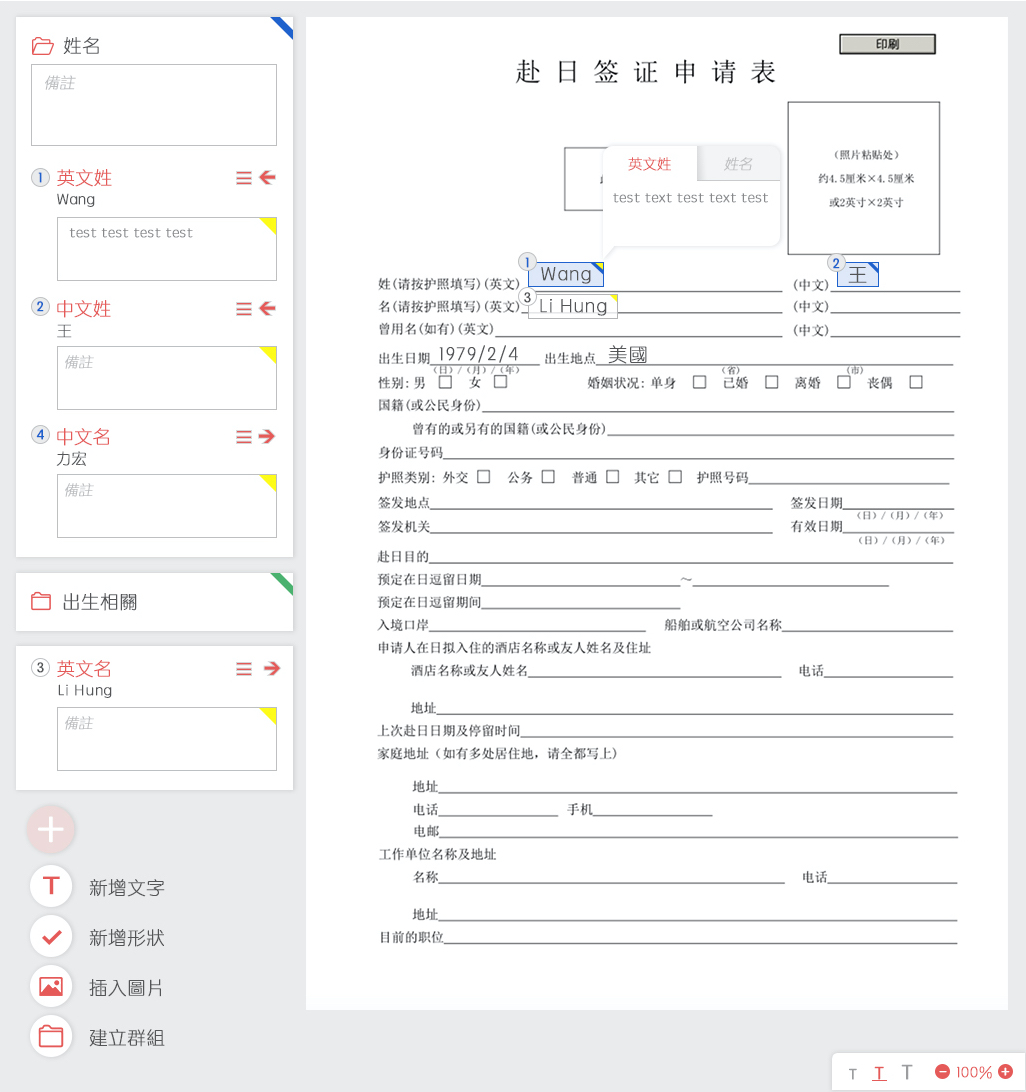 姓名
備註
1 英文姓
Wang
test test test test
2 中文姓
王
備註
4 中文名
力宏
備註
出生相關
3 英文名
Li Hung
備註
新增文字
新增形狀
插入圖片
建立群組
印刷
赴日签证申请表
(照片粘贴处)
约4.5厘米×4.5厘米
或2英寸×2英寸
英文姓 姓名
test text test text test
姓(请按护照填写)(英文) 1 Wang (中文) 2 王
名(请按护照填写)(英文) 3 Li Hung (中文)
曾用名(如有)(英文) (中文)
出生日期 1979/2/4 出生地点 美國
(日)/(月)/(年) (省) (市)
性别: 男 女 婚姻状况: 单身 已婚 离婚 丧偶
国籍(或公民身份)
曾有的或另有的国籍(或公民身份)
身份证号码
护照类别: 外交 公务 普通 其它 护照号码
签发地点 签发日期
(日)/(月)/(年)
签发机关 有效日期
(日)/(月)/(年)
赴日目的
预定在日逗留日期 ~
预定在日逗留期间
入境口岸 船舶或航空公司名称
申请人在日拟入住的酒店名称或友人姓名及住址
酒店名称或友人姓名 电话
地址
上次赴日日期及停留时间
家庭地址(如有多处居住地，请全都写上)
地址
电话 手机
电邮
工作单位名称及地址
名称 电话
地址
目前的职位
T T T 100%